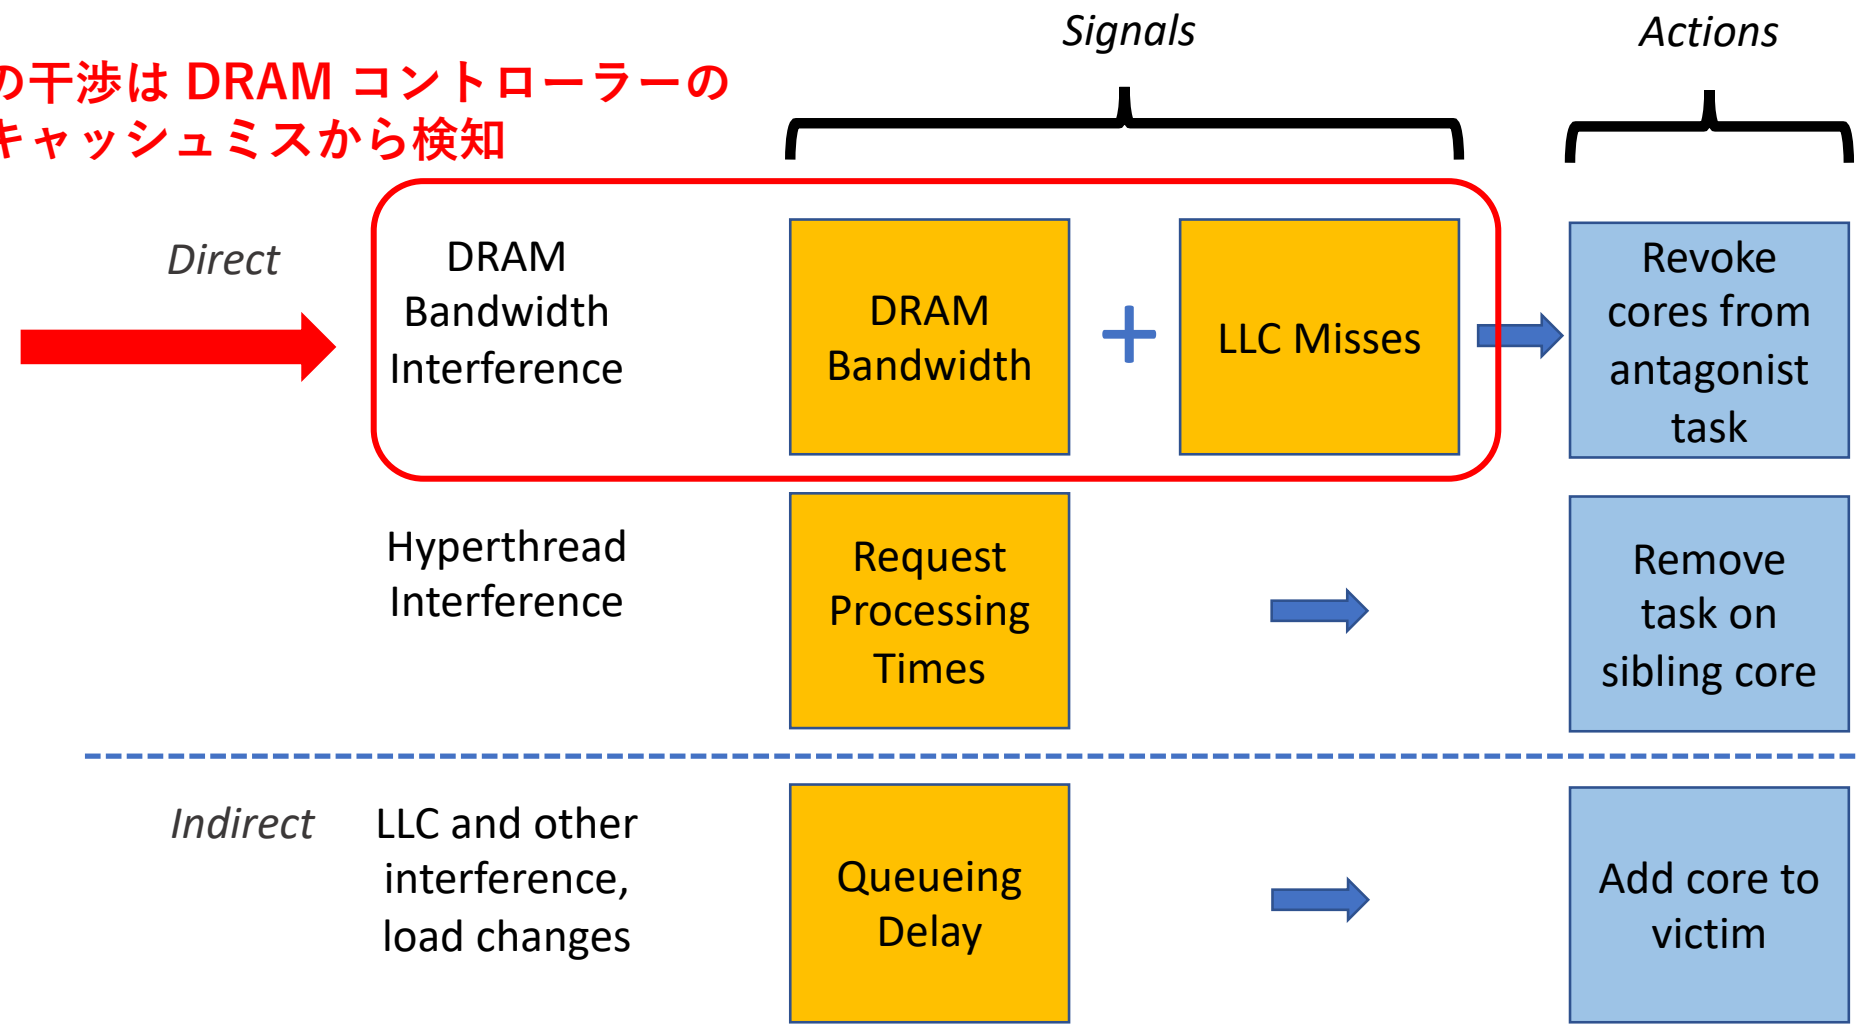 Signals
Actions
の干渉は DRAM コントローラーの
キャッシュミスから検知
Direct
DRAM
Bandwidth
Interference
DRAM
Bandwidth
+
LLC Misses
Revoke
cores from
antagonist
task
Hyperthread
Interference
Request
Processing
Times
Remove
task on
sibling core
Indirect
LLC and other
interference,
load changes
Queueing
Delay
Add core to
victim